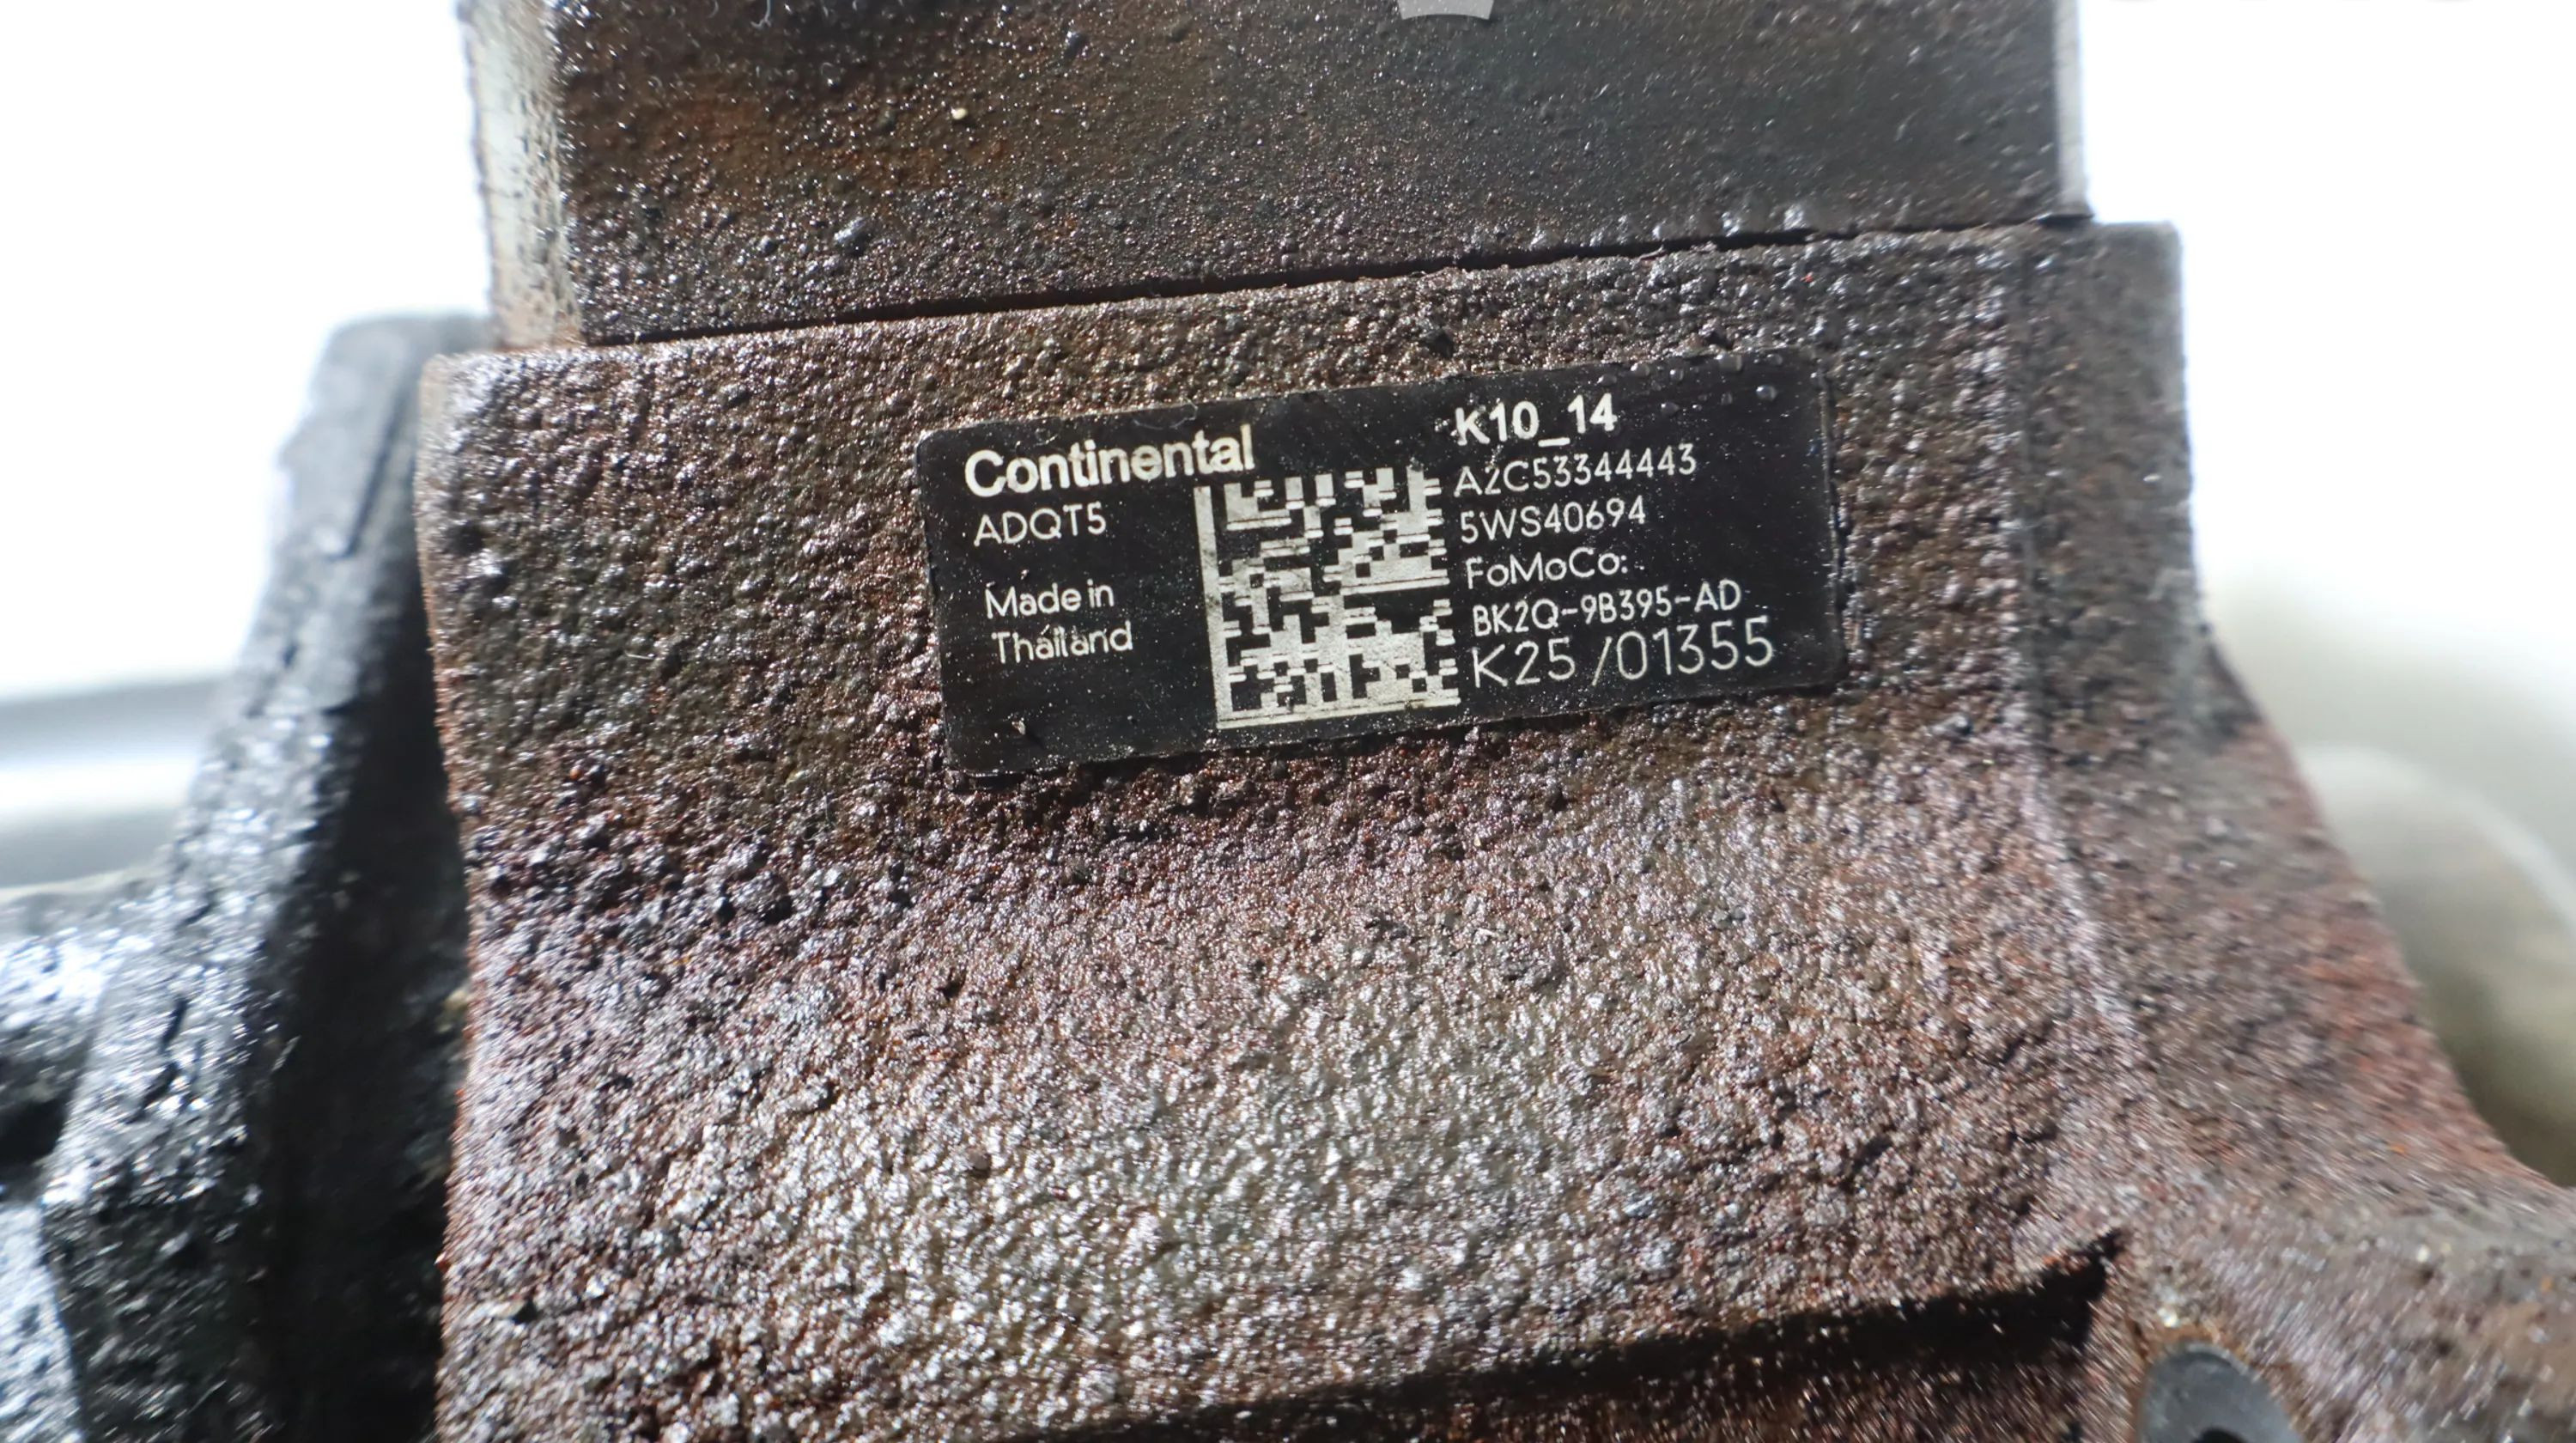 Continental
ADQT5
Made in
Thailand
K10_14
A2C53344443
5WS40694
FoMoCo:
BK2Q-9B395-AD
K25/01355